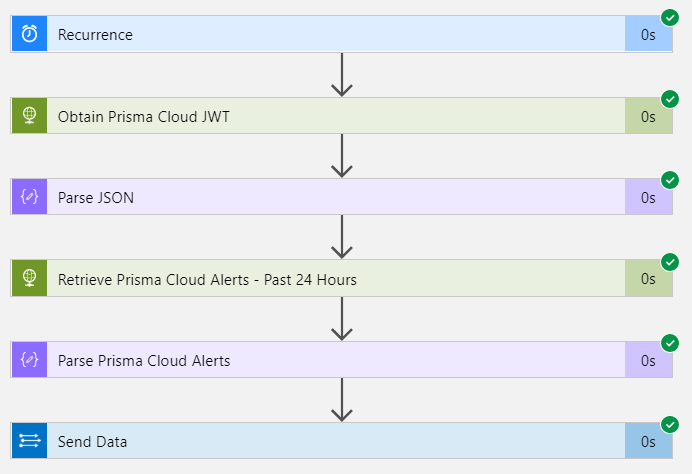 Recurrence 0s
Obtain Prisma Cloud JWT 0s
Parse JSON 0s
Retrieve Prisma Cloud Alerts - Past 24 Hours 0s
Parse Prisma Cloud Alerts 0s
Send Data 0s